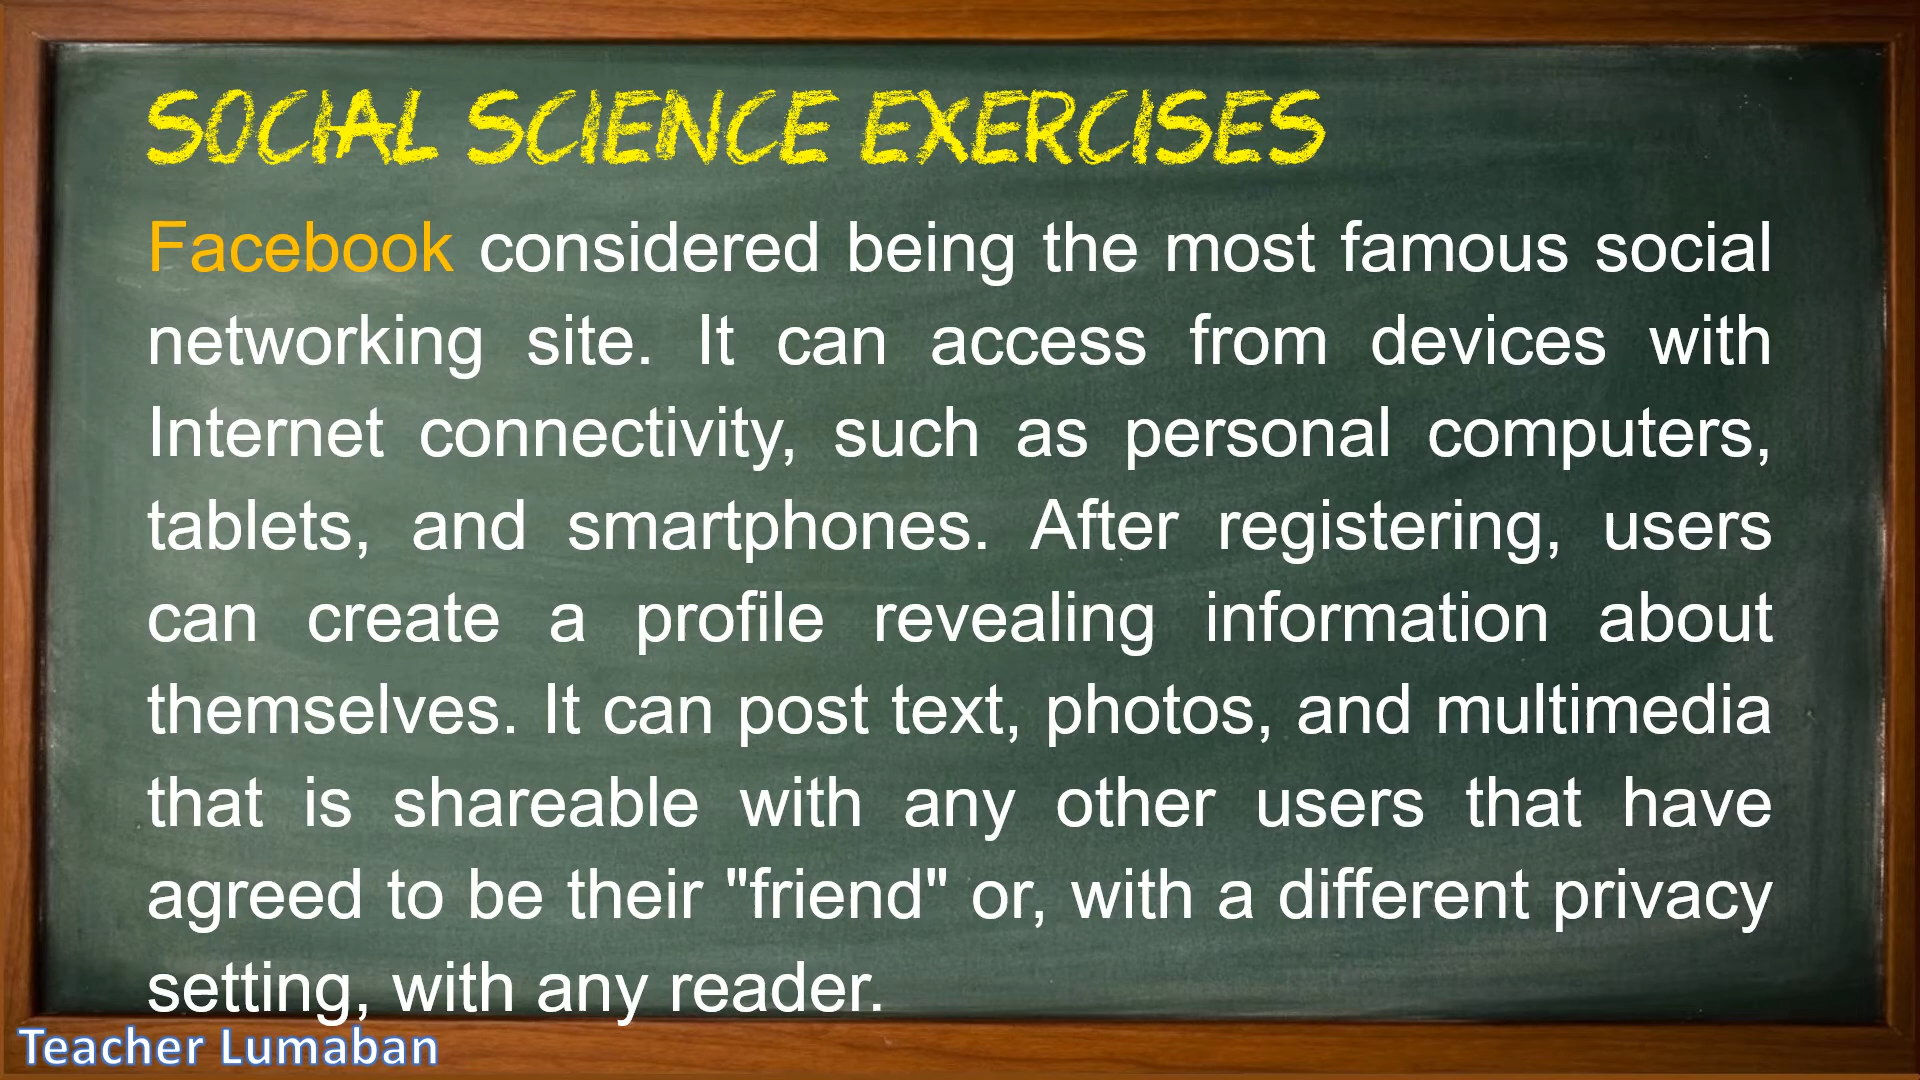 SOCIAL SCIENCE EXERCISES
Facebook considered being the most famous social
networking site. It can access from devices with
Internet connectivity, such as personal computers,
tablets, and smartphones. After registering, users
can create a profile revealing information about
themselves. It can post text, photos, and multimedia
that is shareable with any other users that have
agreed to be their "friend" or, with a different privacy
setting, with any reader.
Teacher Lumaban